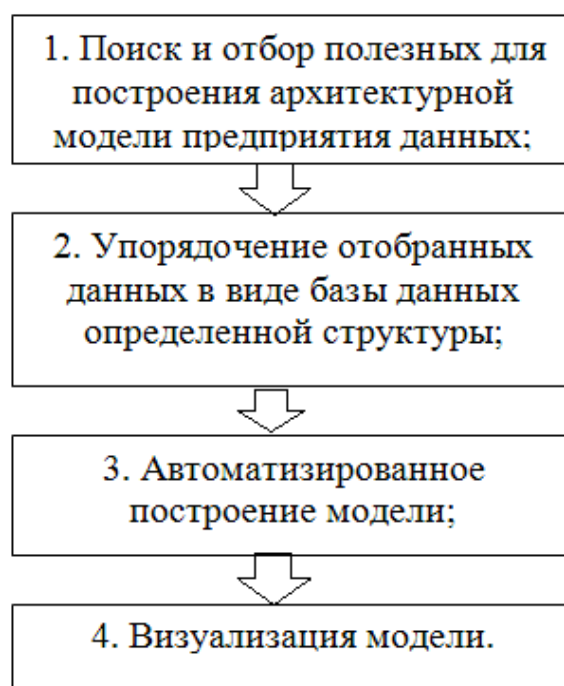 1. Поиск и отбор полезных для
построения архитектурной
модели предприятия данных;
2. Упорядочение отобранных
данных в виде базы данных
определенной структуры;
3. Автоматизированное
построение модели;
4. Визуализация модели.